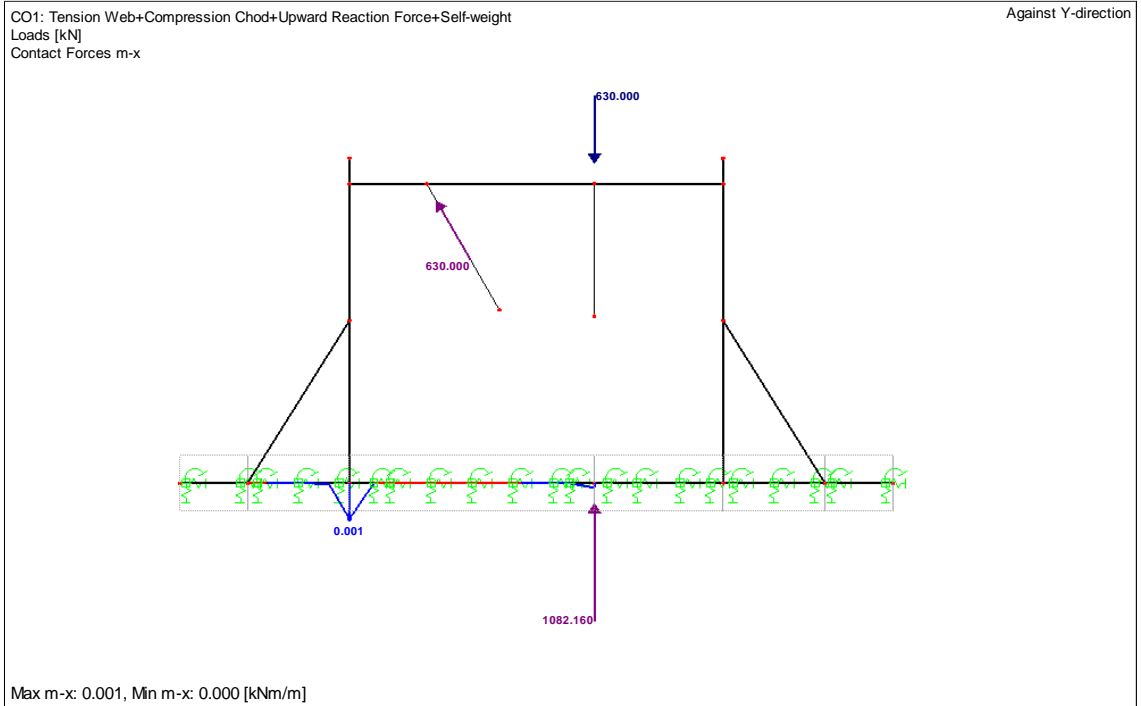 CO1: Tension Web+Compression Chod+Upward Reaction Force+Self-weight
Against Y-direction
Loads [kN]
Contact Forces m-x
630.000
630.000
0.001
1082.160
Max m-x: 0.001, Min m-x: 0.000 [kNm/m]